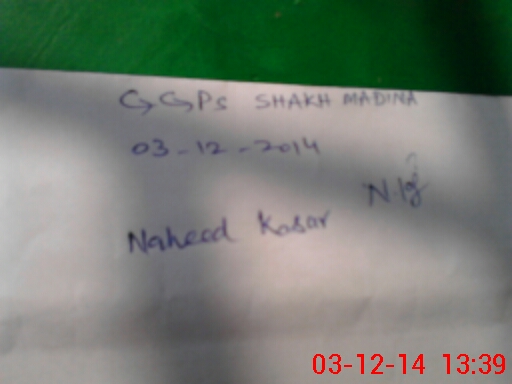 GGPS SHAKH MADINA
03-12-2014
Naheed Kosar
03-12-14 13:39